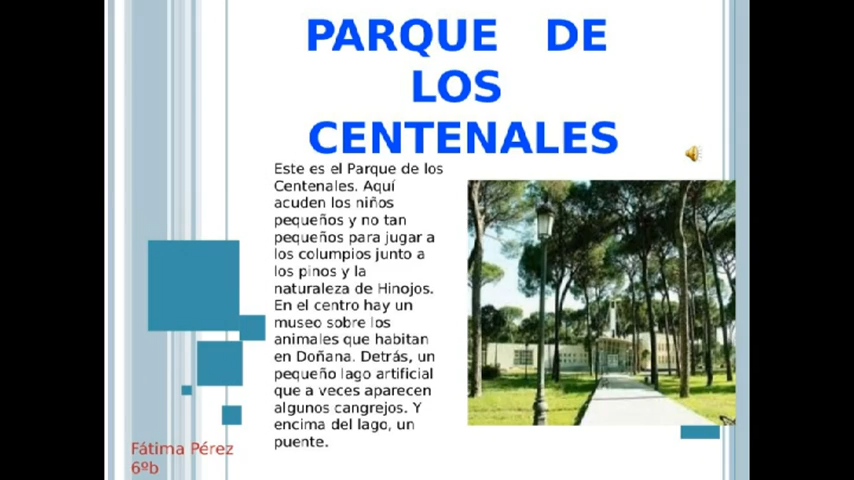 PARQUE DE
LOS
CENTENALES
Este es el Parque de los
Centenales. Aquí
acuden los niños
pequeños y no tan
pequeños para jugar a
los columpios junto a
los pinos y la
naturaleza de Hinojos.
En el centro hay un
museo sobre los
animales que habitan
en Doñana. Detrás, un
pequeño lago artificial
que a veces aparecen
algunos cangrejos. Y
encima del lago, un
puente.
Fátima Pérez
6ºb